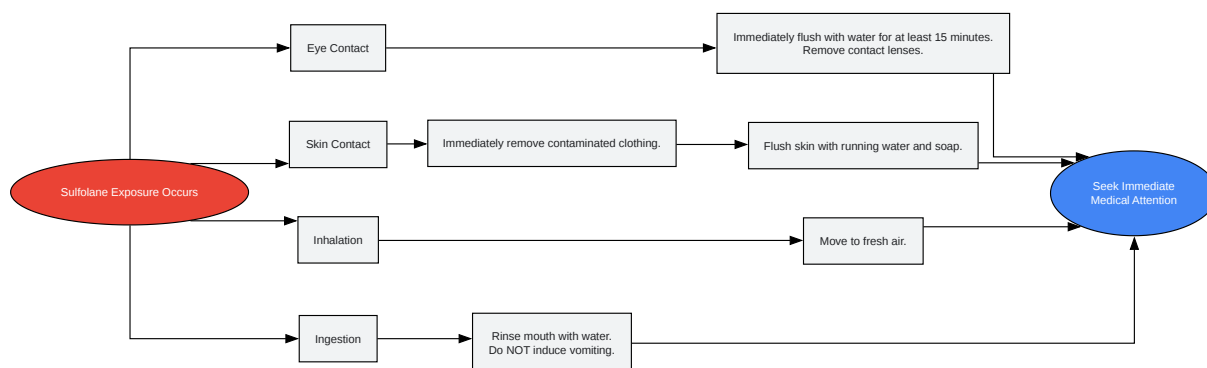 Eye Contact
Immediately flush with water for at least 15 minutes.
Remove contact lenses.
Skin Contact
Immediately remove contaminated clothing.
Flush skin with running water and soap.
Sulfolane Exposure Occurs
Seek Immediate
Medical Attention
Inhalation
Move to fresh air.
Ingestion
Rinse mouth with water.
Do NOT induce vomiting.